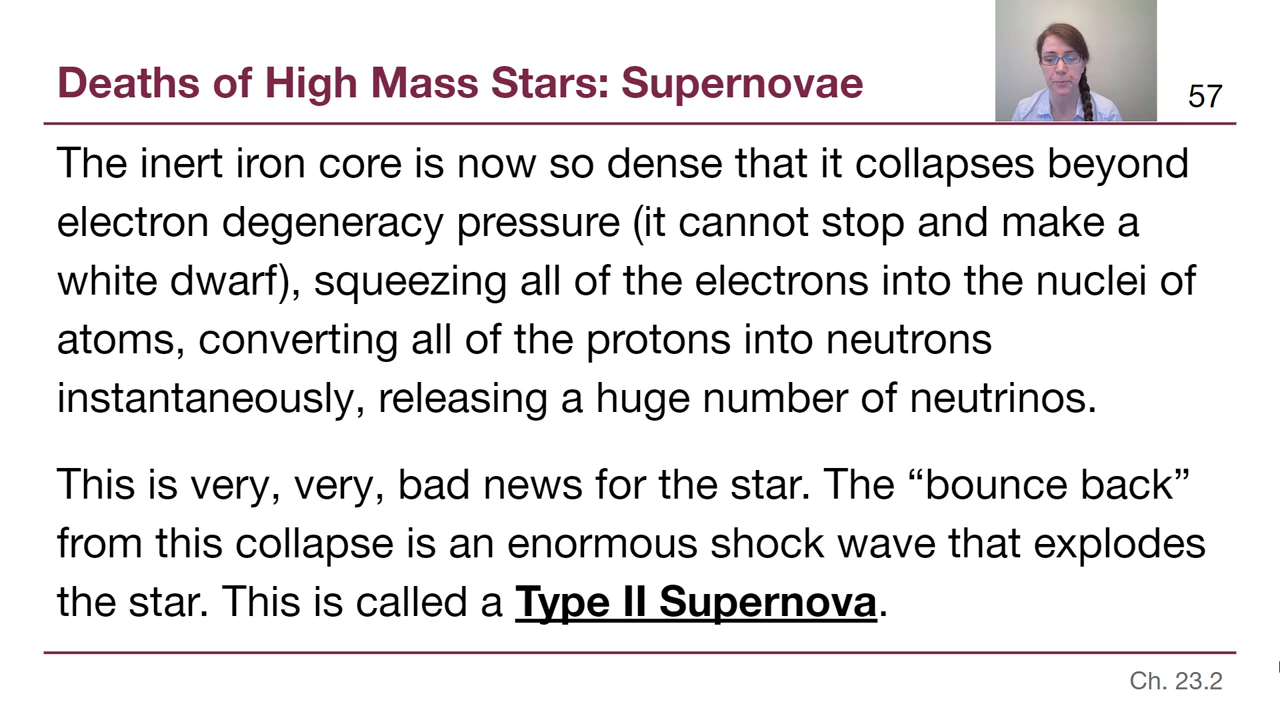 Deaths of High Mass Stars: Supernovae
57
The inert iron core is now so dense that it collapses beyond
electron degeneracy pressure (it cannot stop and make a
white dwarf), squeezing all of the electrons into the nuclei of
atoms, converting all of the protons into neutrons
instantaneously, releasing a huge number of neutrinos.
This is very, very, bad news for the star. The “bounce back”
from this collapse is an enormous shock wave that explodes
the star. This is called a Type II Supernova.
Ch. 23.2